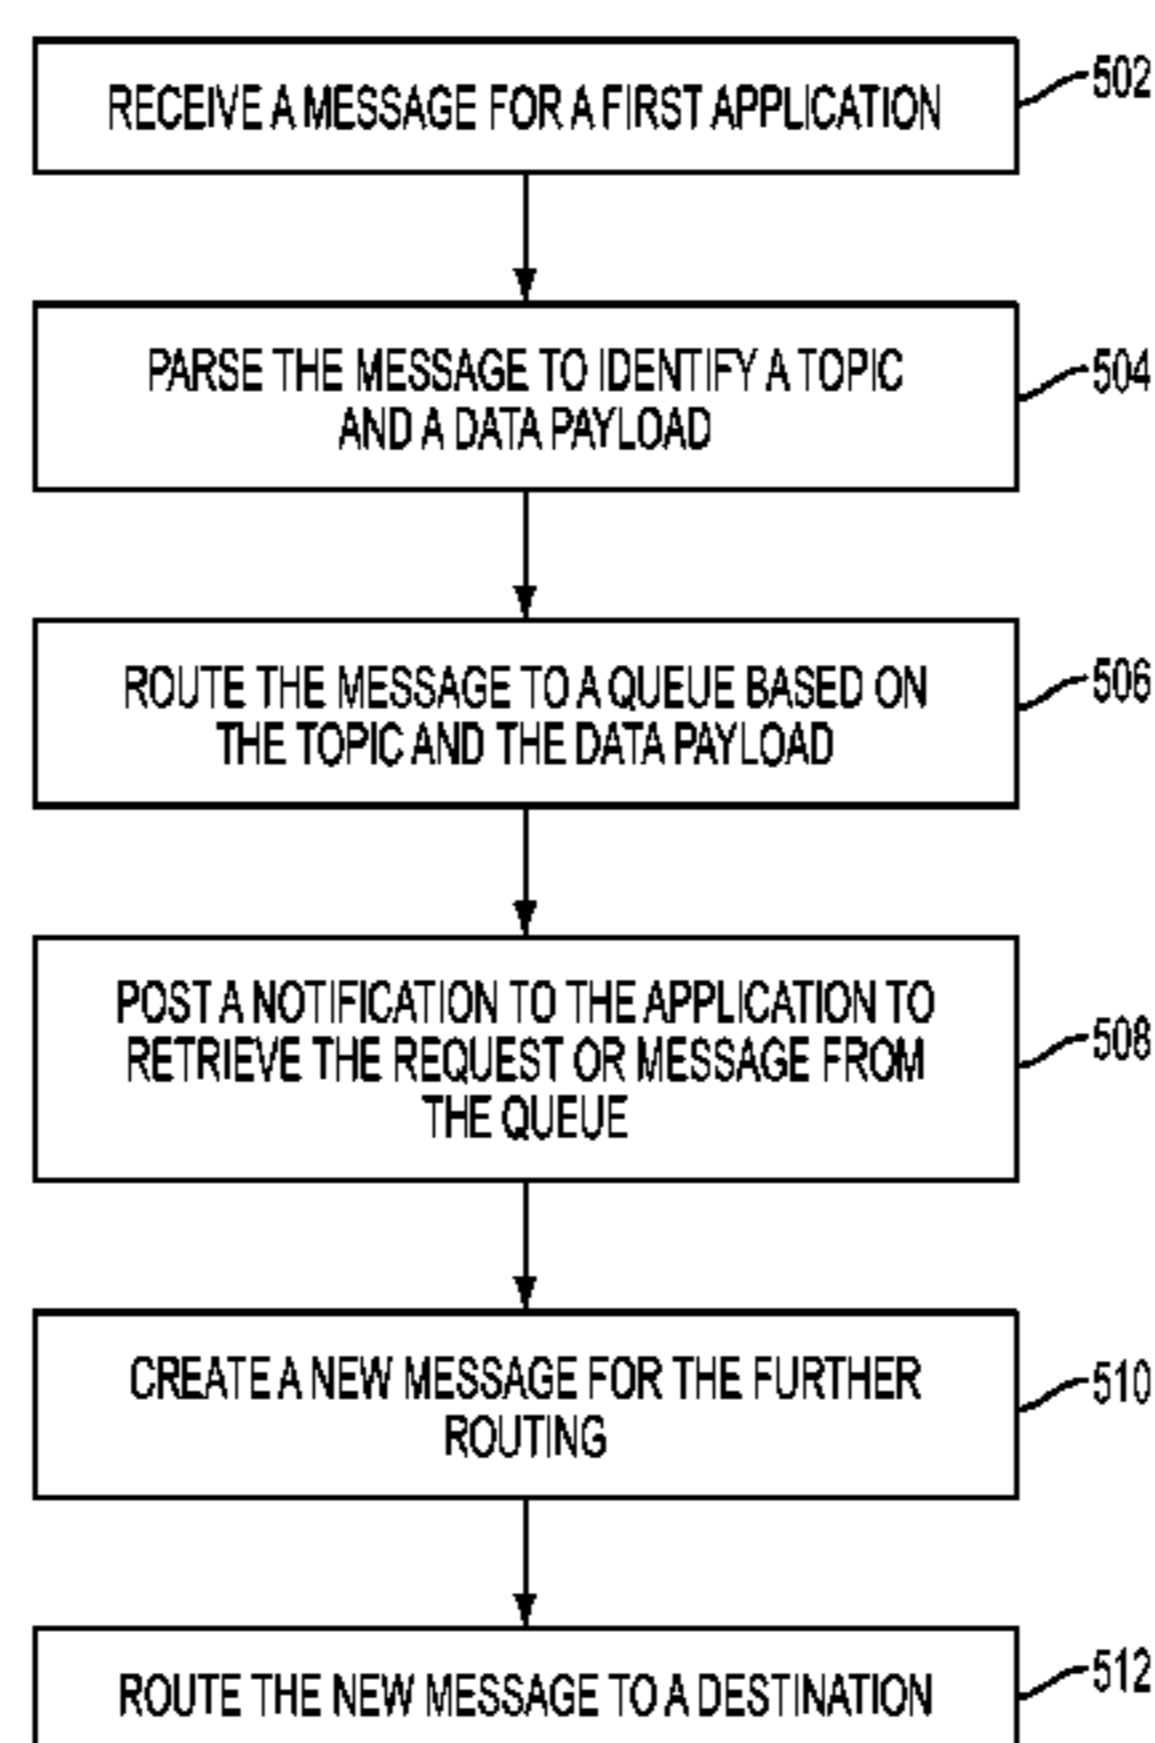 RECEIVE A MESSAGE FOR A FIRST APPLICATION
502
PARSE THE MESSAGE TO IDENTIFY A TOPIC
AND A DATA PAYLOAD
504
ROUTE THE MESSAGE TO A QUEUE BASED ON
THE TOPIC AND THE DATA PAYLOAD
506
POST A NOTIFICATION TO THE APPLICATION TO
RETRIEVE THE REQUEST OR MESSAGE FROM
THE QUEUE
508
CREATE A NEW MESSAGE FOR THE FURTHER
ROUTING
510
ROUTE THE NEW MESSAGE TO A DESTINATION
512